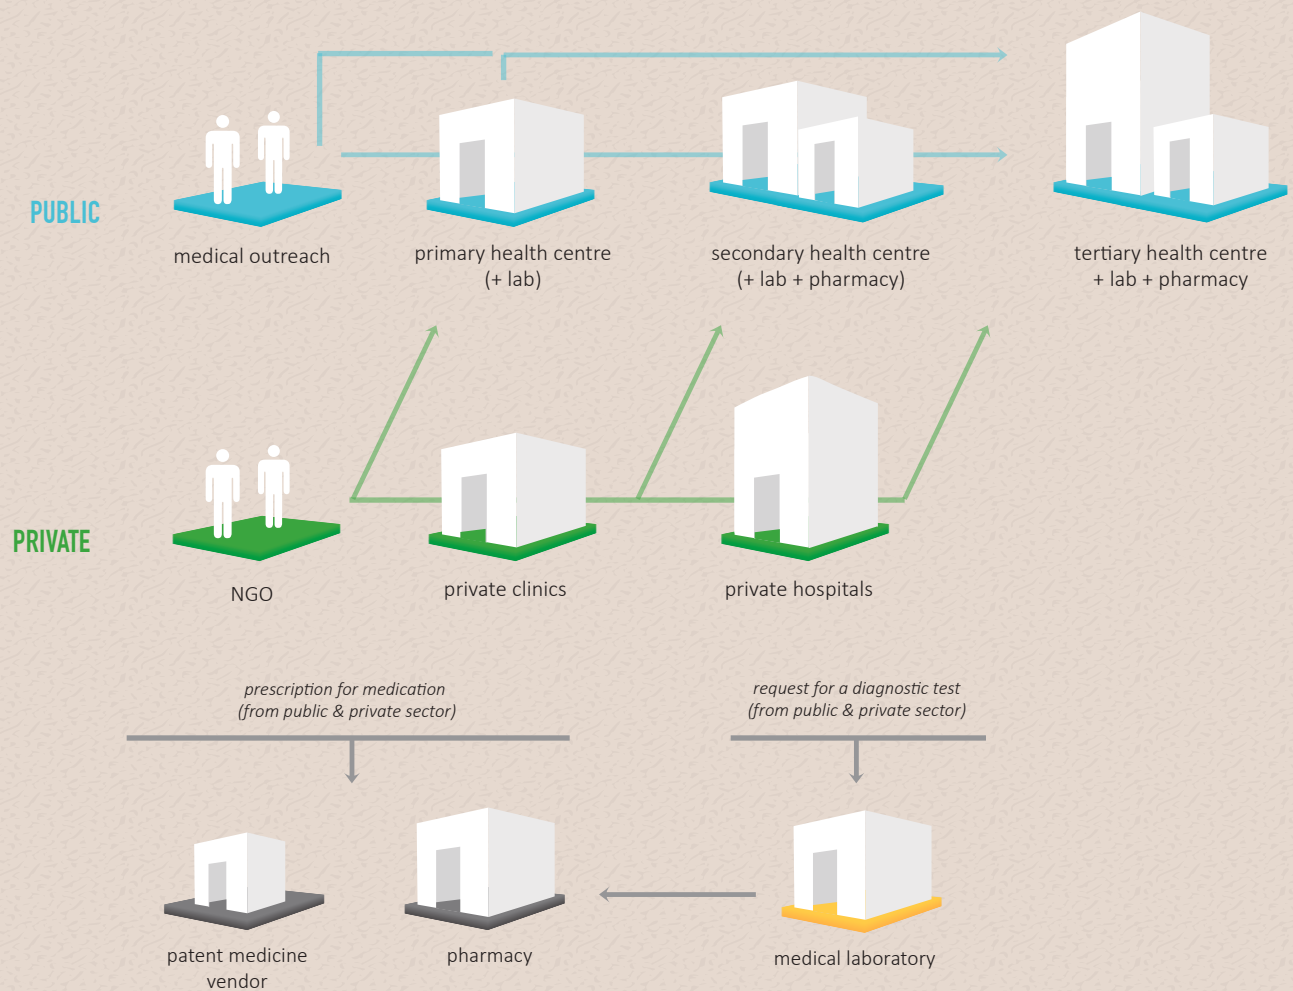 PUBLIC
medical outreach
primary health centre
(+ lab)
secondary health centre
(+ lab + pharmacy)
tertiary health centre
+ lab + pharmacy
PRIVATE
NGO
private clinics
private hospitals
prescription for medication
(from public & private sector)
request for a diagnostic test
(from public & private sector)
patent medicine
vendor
pharmacy
medical laboratory